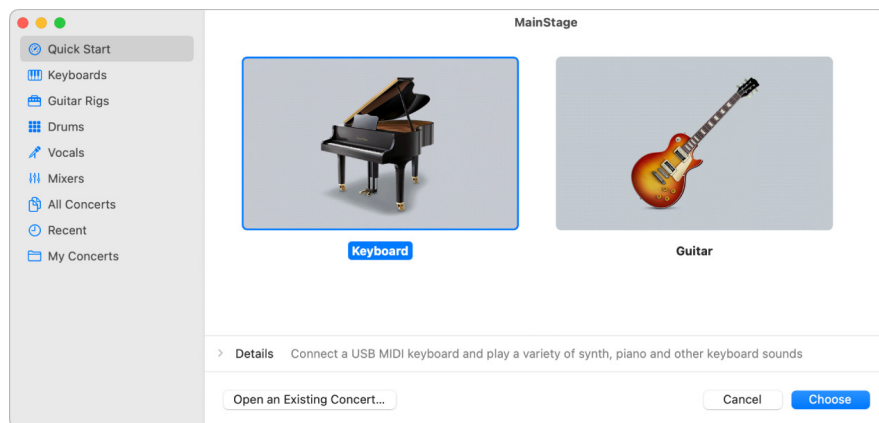 MainStage
Quick Start
Keyboards
Guitar Rigs
Drums
Vocals
Mixers
All Concerts
Recent
My Concerts
Keyboard
Guitar
Details Connect a USB MIDI keyboard and play a variety of synth, piano and other keyboard sounds
Open an Existing Concert...
Cancel
Choose